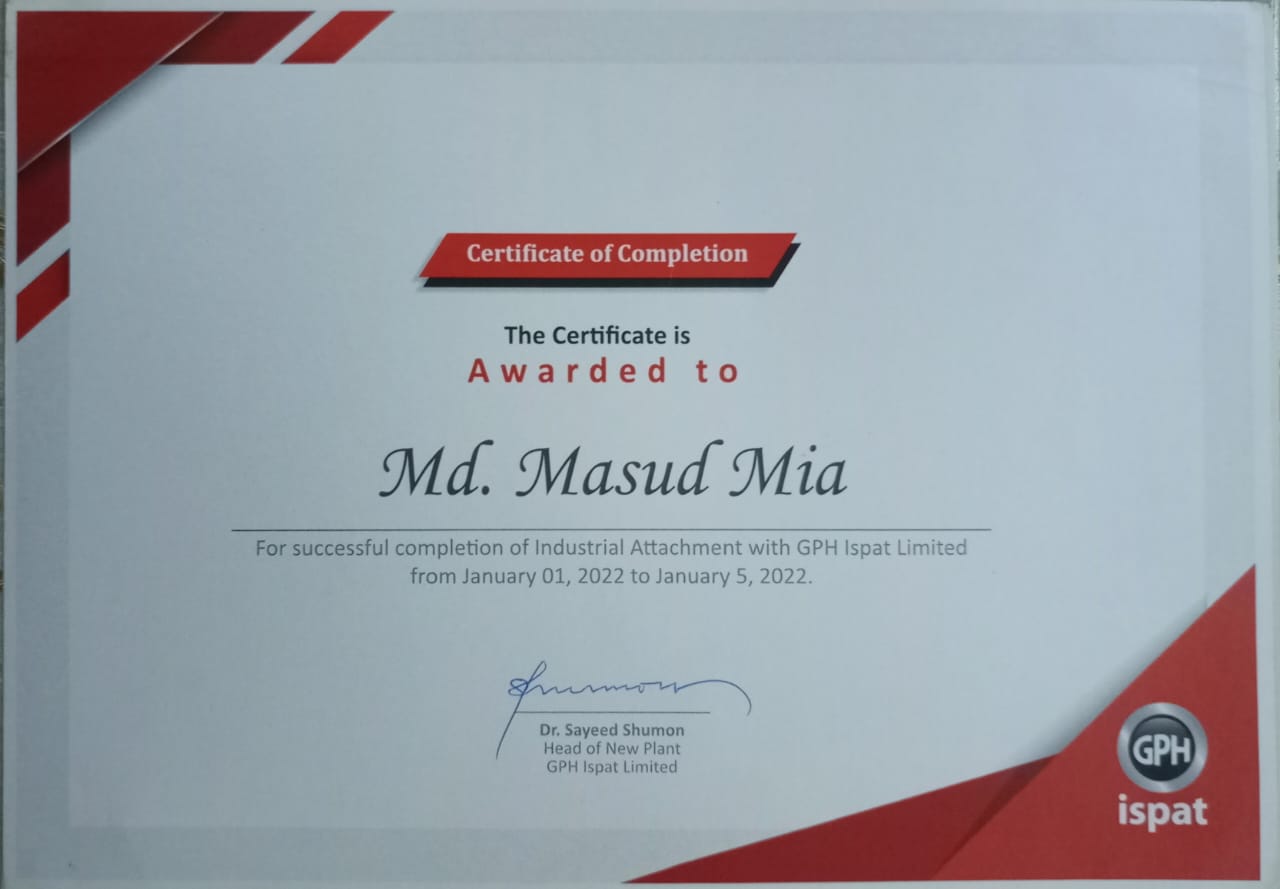 Certificate of Completion
The Certificate is
Awarded to
Md. Masud Mia
For successful completion of Industrial Attachment with GPH Ispat Limited
from January 01, 2022 to January 5, 2022.
Shumon
Dr. Sayeed Shumon
Head of New Plant
GPH Ispat Limited
GPH
ispat